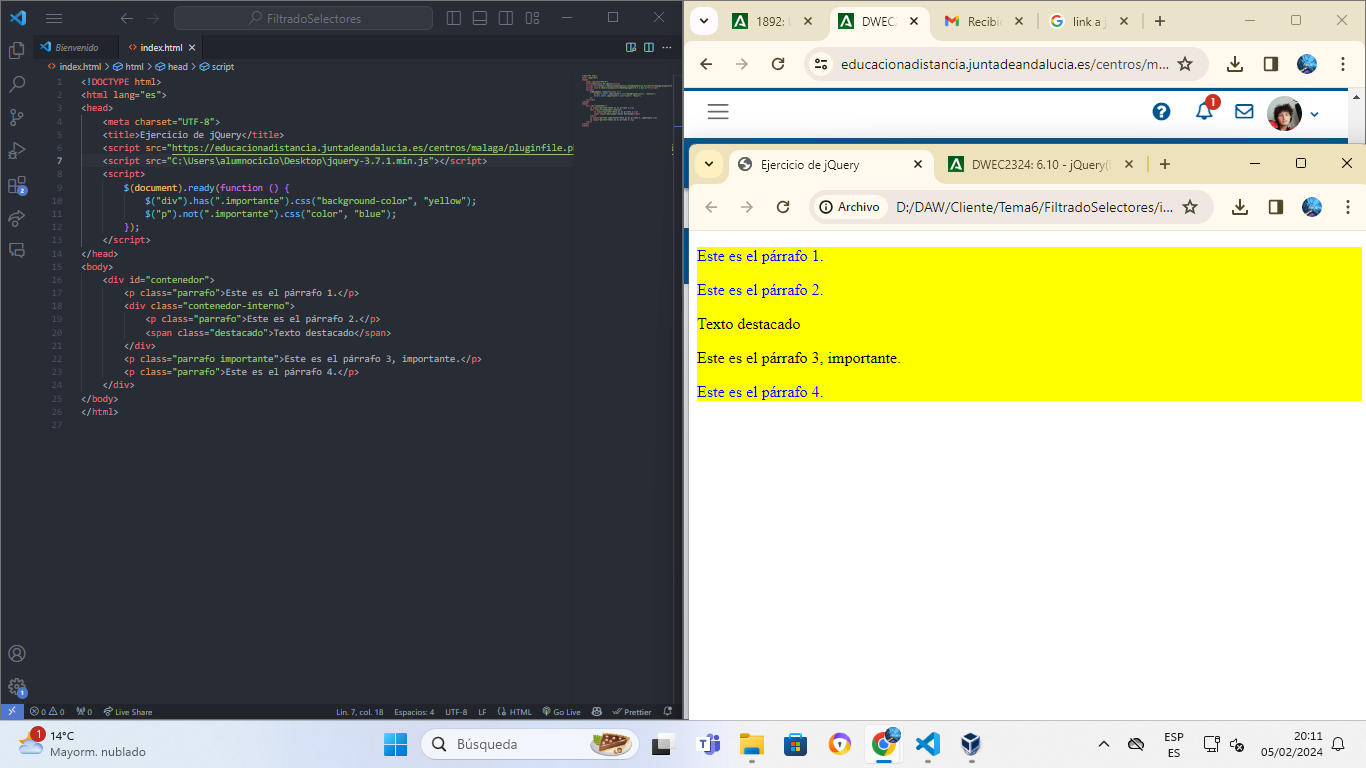 FiltradoSelectores
Bienvenido
index.html
index.html > html > head > script
1 <!DOCTYPE html>
2 <html lang="es">
3 <head>
4 <meta charset="UTF-8">
5 <title>Ejercicio de jQuery</title>
6 <script src="https://educacionadistancia.juntadeandalucia.es/centros/malaga/pluginfile.p
7 <script src="C:\Users\alumnociclo\Desktop\jquery-3.7.1.min.js"></script>
8 <script>
9 $(document).ready(function () {
10 $("div").has(".importante").css("background-color", "yellow");
11 $("p").not(".importante").css("color", "blue");
12 });
13 </script>
14 </head>
15 <body>
16 <div id="contenedor">
17 <p class="parrafo">Este es el párrafo 1.</p>
18 <div class="contenedor-interno">
19 <p class="parrafo">Este es el párrafo 2.</p>
20 <span class="destacado">Texto destacado</span>
21 </div>
22 <p class="parrafo importante">Este es el párrafo 3, importante.</p>
23 <p class="parrafo">Este es el párrafo 4.</p>
24 </div>
25 </body>
26 </html>
27
2
1
0 0 0 Live Share Lín. 7, col. 18 Espacios: 4 UTF-8 LF HTML Go Live Prettier
1892: DWEC2 Recibi link a j
educacionadistancia.juntadeandalucia.es/centros/m...
1
Ejercicio de jQuery DWEC2324: 6.10 - jQuery(
Archivo D:/DAW/Cliente/Tema6/FiltradoSelectores/i...
Este es el párrafo 1.
Este es el párrafo 2.
Texto destacado
Este es el párrafo 3, importante.
Este es el párrafo 4.
1
14°C
Mayorm. nublado
Búsqueda
ESP
ES
20:11
05/02/2024